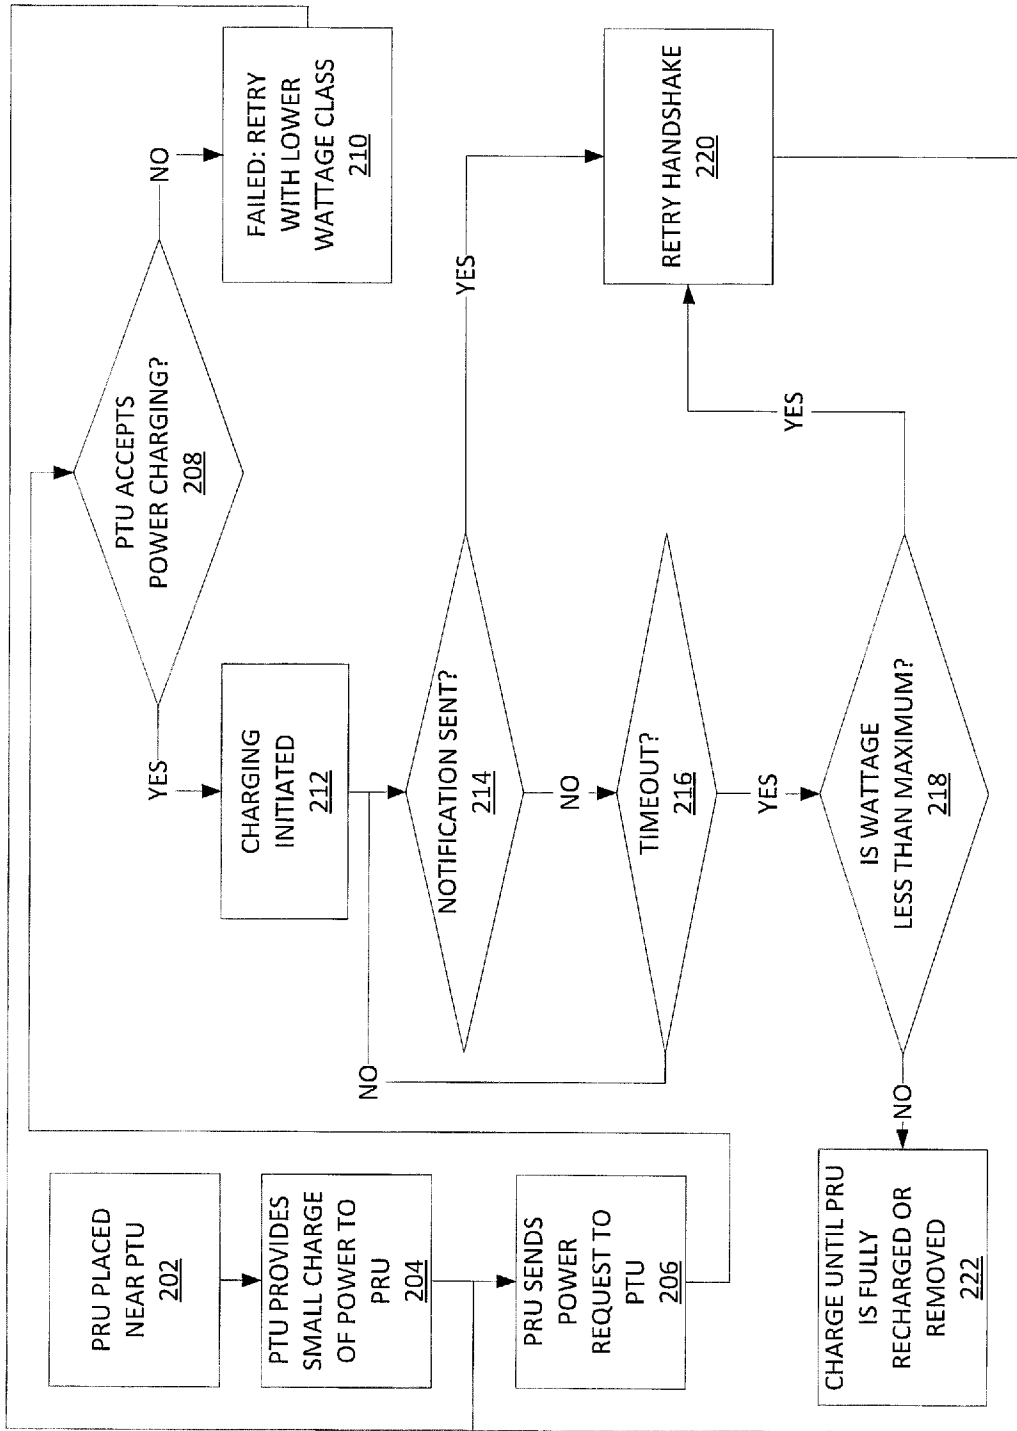 PRU PLACED
NEAR PTU
202
PTU PROVIDES
SMALL CHARGE
OF POWER TO
PRU
204
PRU SENDS
POWER
REQUEST TO
PTU
206
PTU ACCEPTS
POWER CHARGING?
208
NO
FAILED: RETRY
WITH LOWER
WATTAGE CLASS
210
YES
CHARGING
INITIATED
212
NOTIFICATION SENT?
214
YES
NO
TIMEOUT?
216
NO
YES
IS WATTAGE
LESS THAN MAXIMUM?
218
YES
RETRY HANDSHAKE
220
NO
CHARGE UNTIL PRU
IS FULLY
RECHARGED OR
REMOVED
222